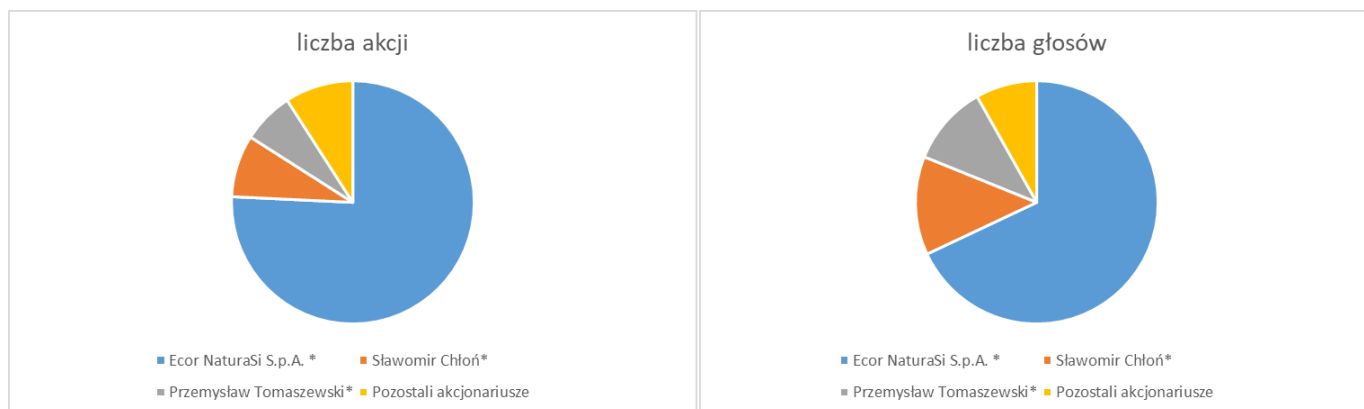 liczba akcji
Ecor NaturaSi S.p.A. *
Sławomir Chłoń*
Przemysław Tomaszewski*
Pozostali akcjonariusze
liczba głosów
Ecor NaturaSi S.p.A. *
Sławomir Chłoń*
Przemysław Tomaszewski*
Pozostali akcjonariusze